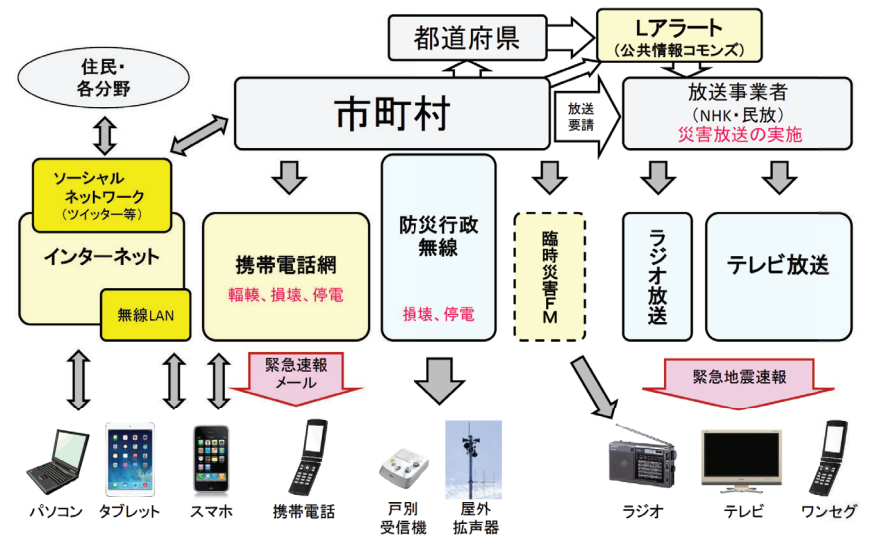 都道府県
Lアラート
（公共情報コモンズ）
住民・
各分野
市町村
放送
要請
放送事業者
（NHK・民放）
災害放送の実施
ソーシャル
ネットワーク
（ツイッター等）
インターネット
無線LAN
携帯電話網
輻輳、損壊、停電
防災行政
無線
損壊、停電
臨時災害FM
ラジオ放送
テレビ放送
緊急速報
メール
緊急地震速報
パソコン
タブレット
スマホ
携帯電話
戸別
受信機
屋外
拡声器
ラジオ
テレビ
ワンセグ